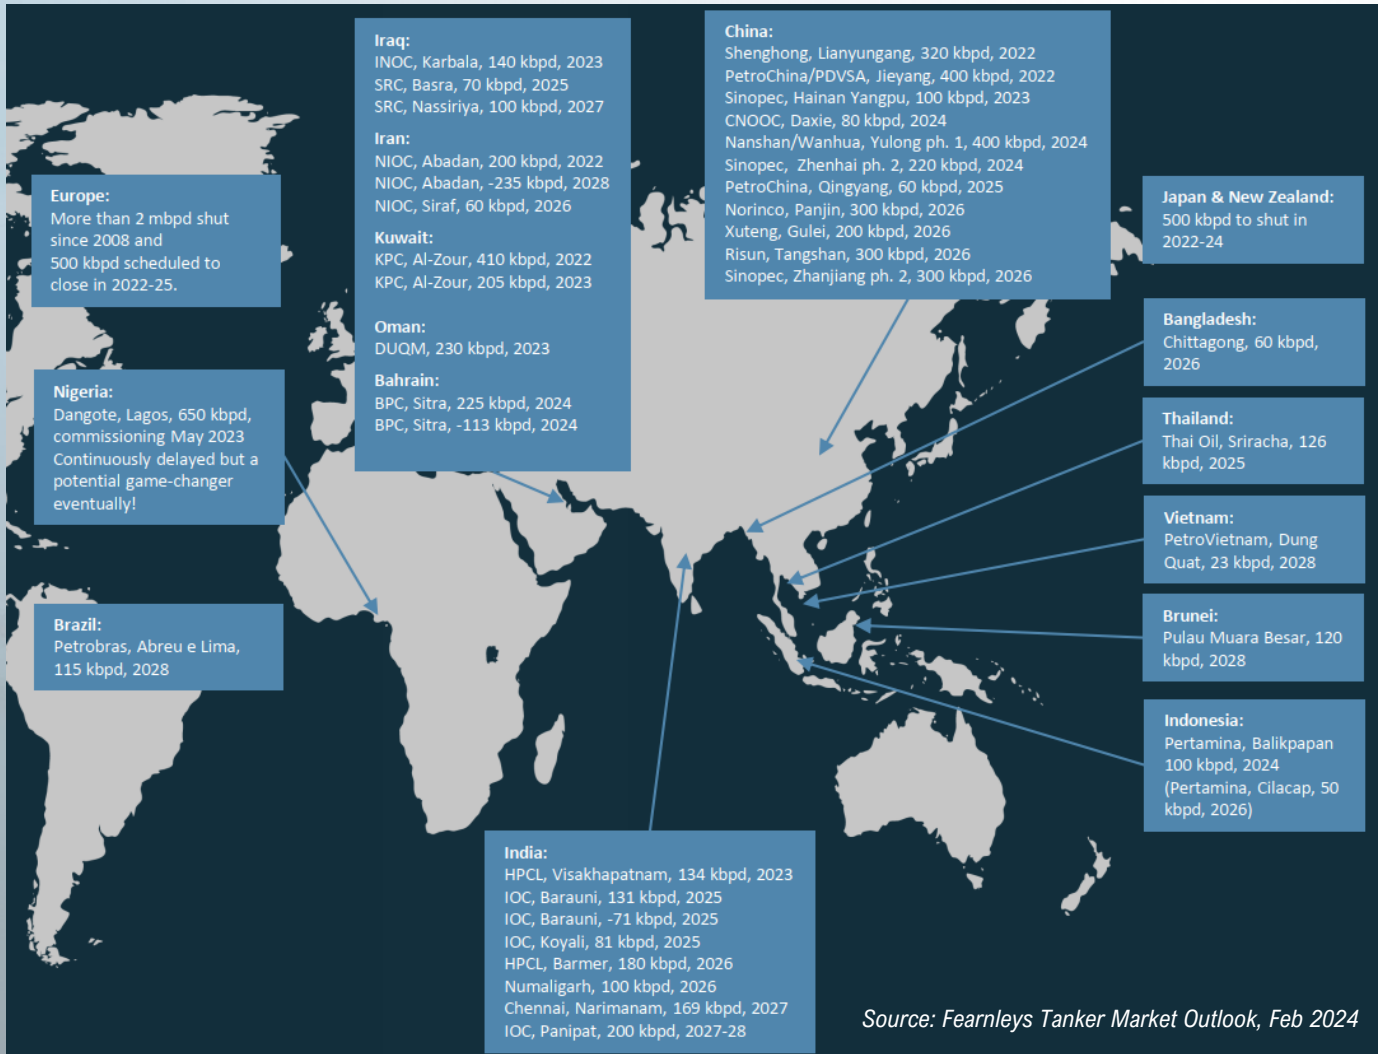 Iraq:
INOC, Karbala, 140 kbpd, 2023
SRC, Basra, 70 kbpd, 2025
SRC, Nassiriya, 100 kbpd, 2027
Iran:
NIOC, Abadan, 200 kbpd, 2022
NIOC, Abadan, -235 kbpd, 2028
NIOC, Siraf, 60 kbpd, 2026
Kuwait:
KPC, Al-Zour, 410 kbpd, 2022
KPC, Al-Zour, 205 kbpd, 2023
Oman:
DUQM, 230 kbpd, 2023
Bahrain:
BPC, Sitra, 225 kbpd, 2024
BPC, Sitra, -113 kbpd, 2024
China:
Shenghong, Lianyungang, 320 kbpd, 2022
PetroChina/PDVSA, Jieyang, 400 kbpd, 2022
Sinopec, Hainan Yangpu, 100 kbpd, 2023
CNOOC, Daxie, 80 kbpd, 2024
Nanshan/Wanhua, Yulong ph. 1, 400 kbpd, 2024
Sinopec, Zhenhai ph. 2, 220 kbpd, 2024
PetroChina, Qingyang, 60 kbpd, 2025
Norinco, Panjin, 300 kbpd, 2026
Xuteng, Gulei, 200 kbpd, 2026
Risun, Tangshan, 300 kbpd, 2026
Sinopec, Zhanjiang ph. 2, 300 kbpd, 2026
Europe:
More than 2 mbpd shut
since 2008 and
500 kbpd scheduled to
close in 2022-25.
Japan & New Zealand:
500 kbpd to shut in
2022-24
Bangladesh:
Chittagong, 60 kbpd,
2026
Nigeria:
Dangote, Lagos, 650 kbpd,
commissioning May 2023
Continuously delayed but a
potential game-changer
eventually!
Thailand:
Thai Oil, Sriracha, 126
kbpd, 2025
Vietnam:
PetroVietnam, Dung
Quat, 23 kbpd, 2028
Brazil:
Petrobras, Abreu e Lima,
115 kbpd, 2028
Brunei:
Pulau Muara Besar, 120
kbpd, 2028
Indonesia:
Pertamina, Balikpapan
100 kbpd, 2024
(Pertamina, Cilacap, 50
kbpd, 2026)
India:
HPCL, Visakhapatnam, 134 kbpd, 2023
IOC, Barauni, 131 kbpd, 2025
IOC, Barauni, -71 kbpd, 2025
IOC, Koyali, 81 kbpd, 2025
HPCL, Barmer, 180 kbpd, 2026
Numaligarh, 100 kbpd, 2026
Chennai, Narimanam, 169 kbpd, 2027
IOC, Panipat, 200 kbpd, 2027-28
Source: Fearnleys Tanker Market Outlook, Feb 2024